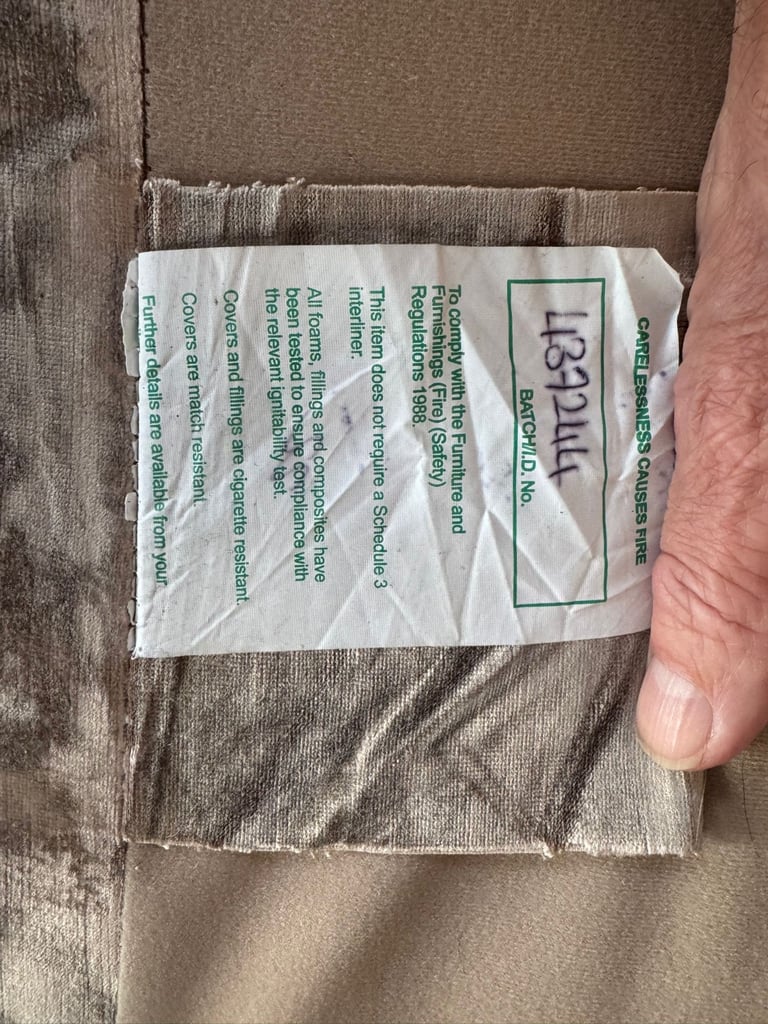 CARELESSNESS CAUSES FIRE
437244
BATCH/I.D. No.
To comply with the Furniture and
Furnishings (Fire) (Safety)
Regulations 1988.
This item does not require a Schedule 3
interliner.
All foams, fillings and composites have
been tested to ensure compliance with
the relevant ignitability test.
Covers and fillings are cigarette resistant.
Covers are match resistant.
Further details are available from your